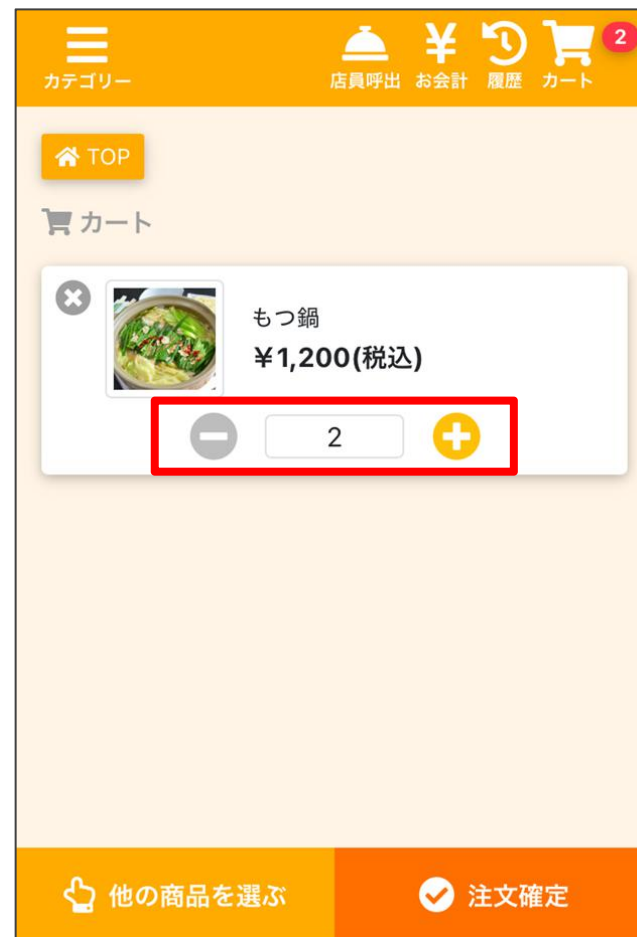 カテゴリー
店員呼出 お会計 履歴 カート 2
TOP
カート
もつ鍋
¥1,200(税込)
2
他の商品を選ぶ
注文確定